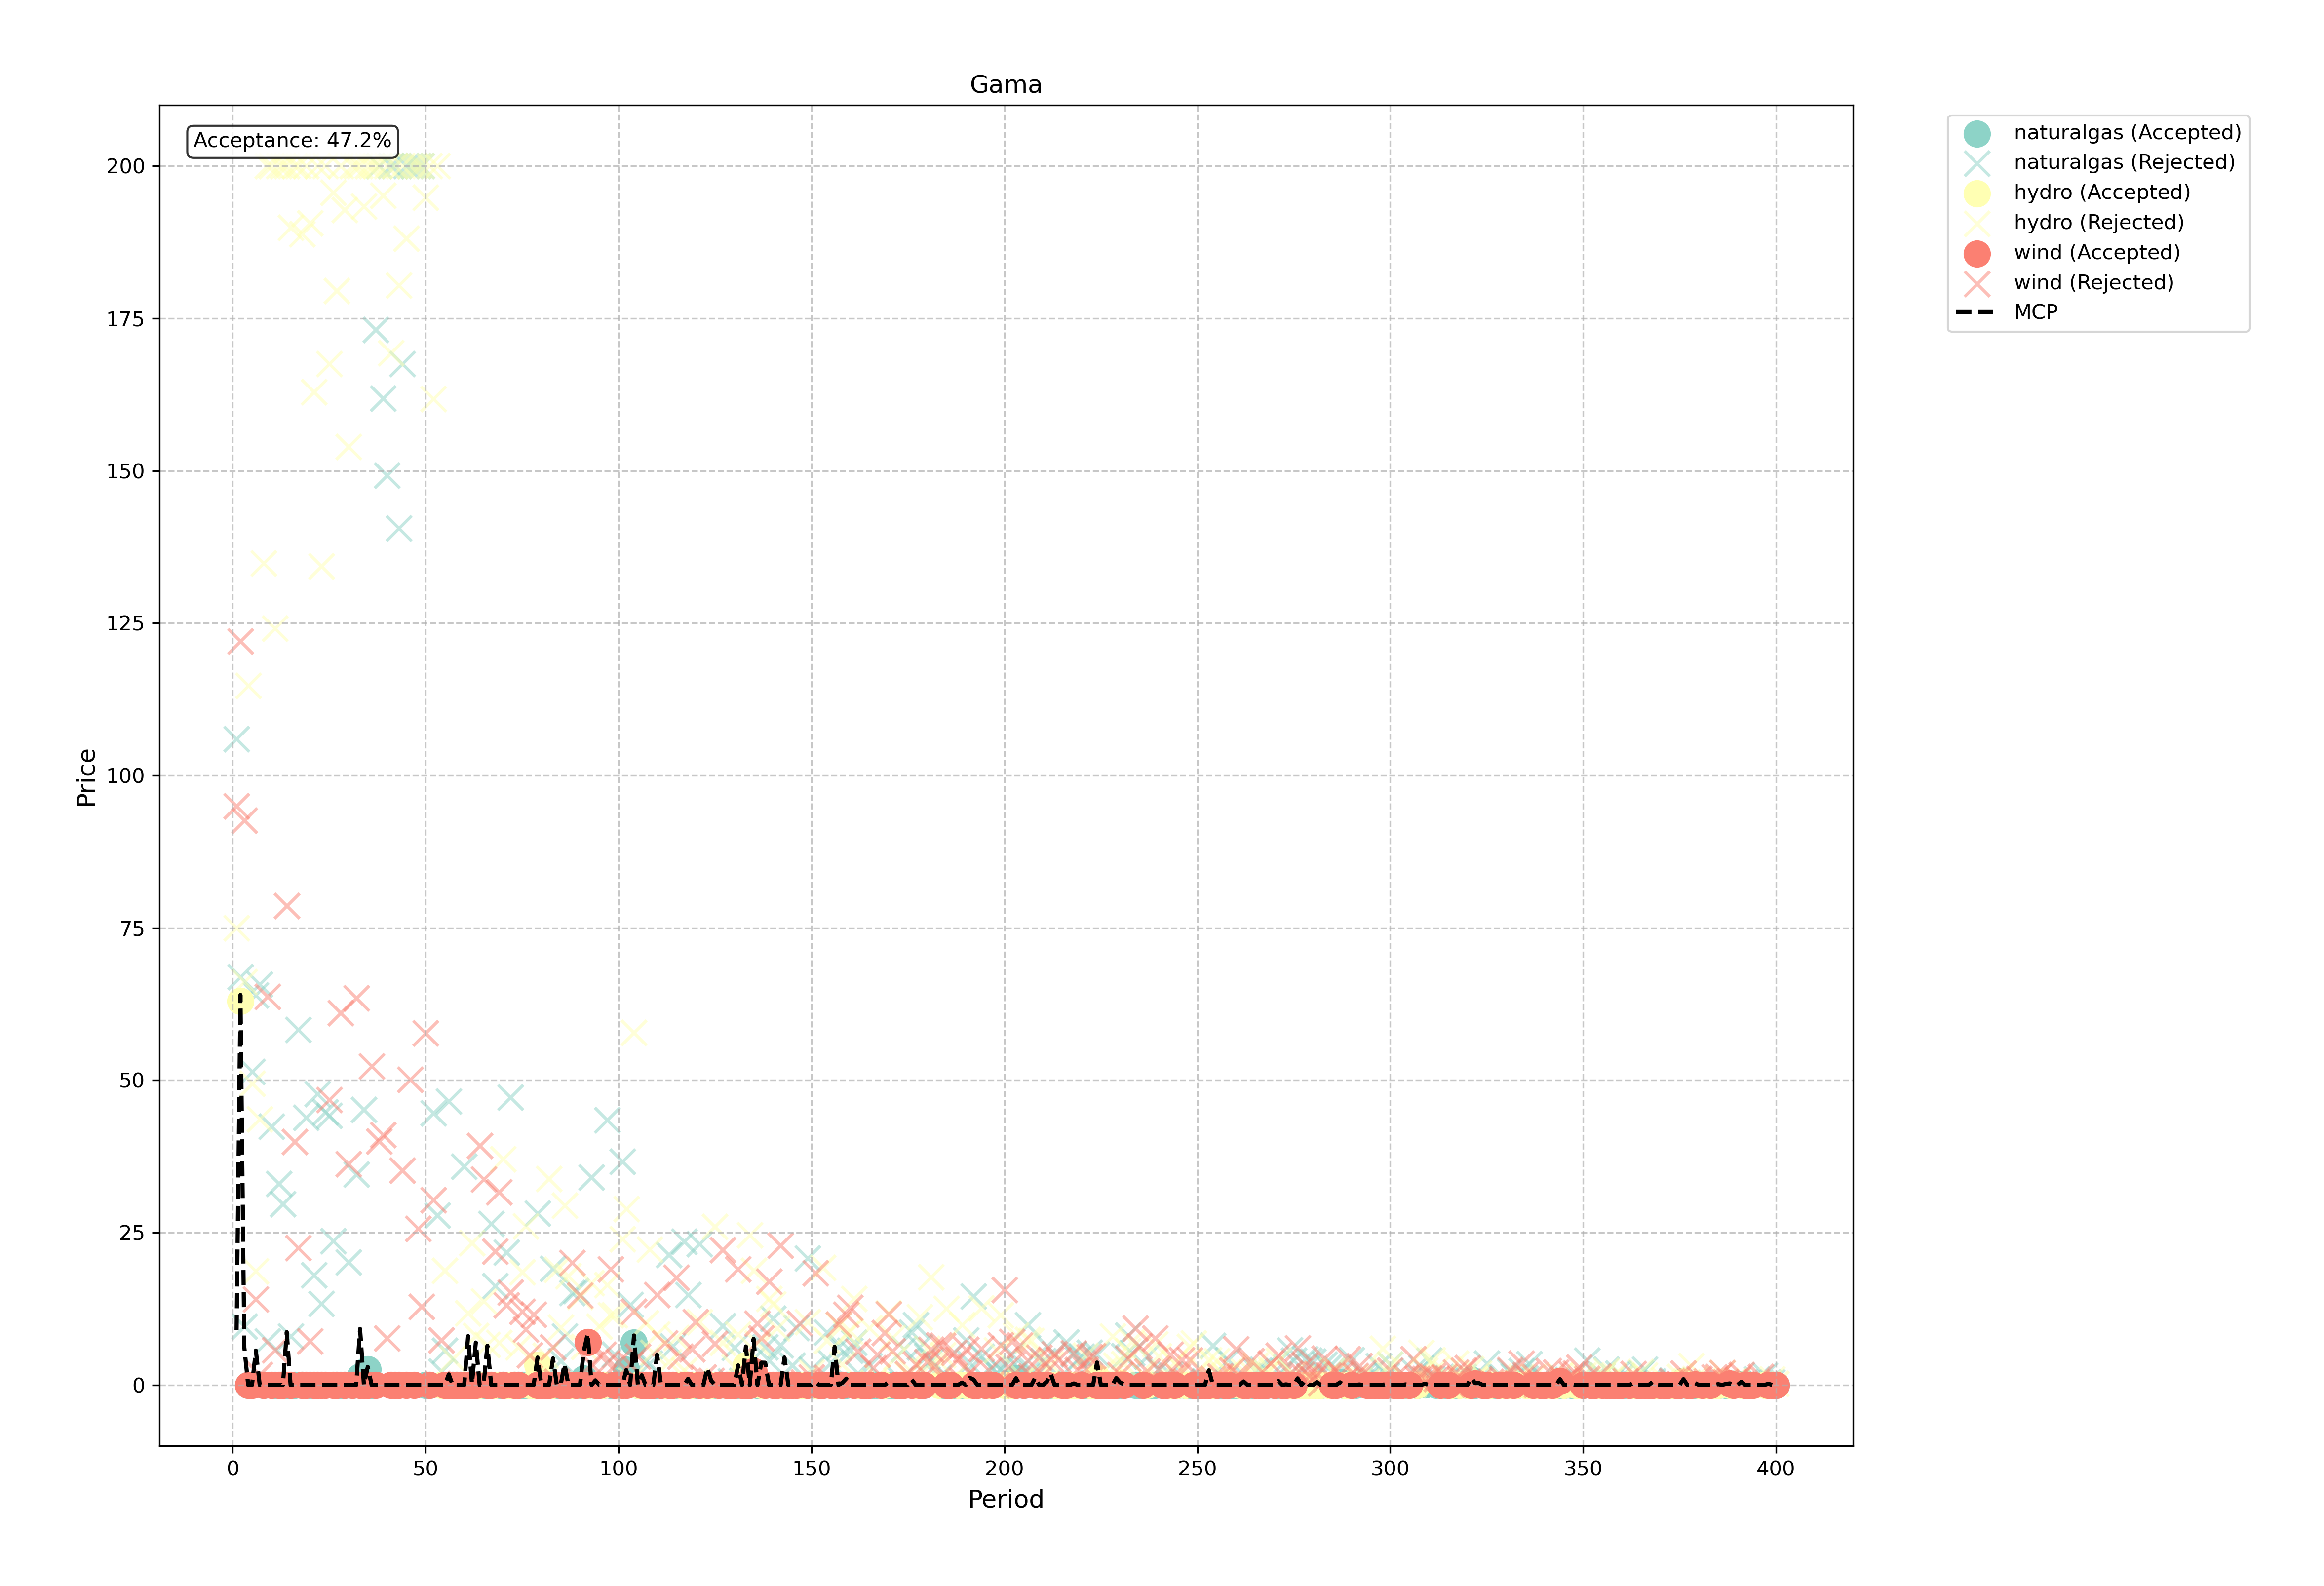 Gama
Acceptance: 47.2%
naturalgas (Accepted)
naturalgas (Rejected)
hydro (Accepted)
hydro (Rejected)
wind (Accepted)
wind (Rejected)
MCP
Price
200
175
150
125
100
75
50
25
0
0 50 100 150 200 250 300 350 400
Period